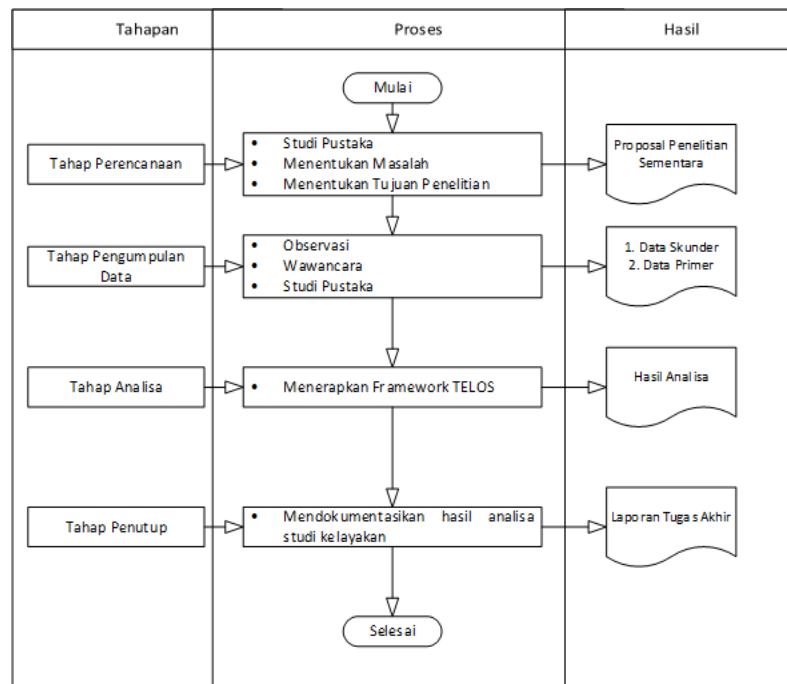 Tahapan
Proses
Hasil
Mulai
Tahap Perencanaan
• Studi Pustaka
• Menentukan Masalah
• Menentukan Tujuan Penelitian
Proposal Penelitian
Sementara
Tahap Pengumpulan
Data
• Observasi
• Wawancara
• Studi Pustaka
1. Data Skunder
2. Data Primer
Tahap Analisa
• Menerapkan Framework TELOS
Hasil Analisa
Tahap Penutup
• Mendokumentasikan hasil analisa
studi kelayakan
Laporan Tugas Akhir
Selesai